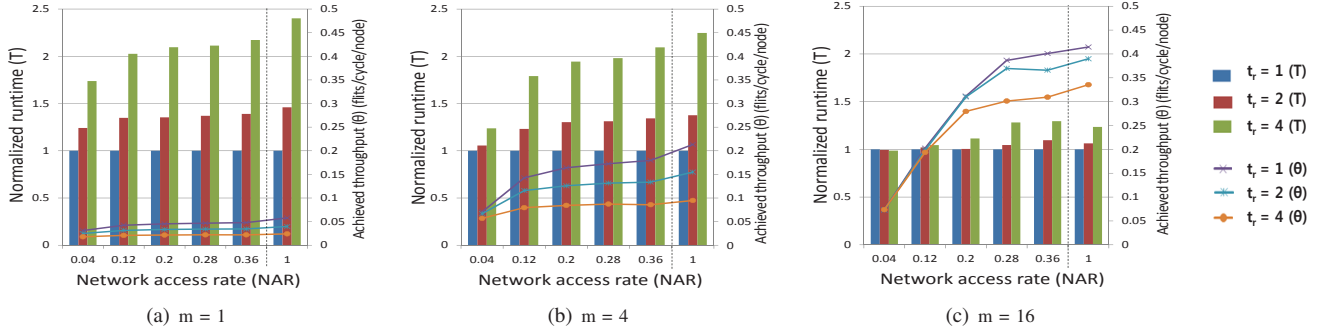 2.5
2
1.5
1
0.5
0
Normalized runtime (T)
0.5
0.45
0.4
0.35
0.3
0.25
0.2
0.15
0.1
0.05
0
Achieved throughput (θ) (flits/cycle/node)
0.04 0.12 0.2 0.28 0.36 1
Network access rate (NAR)
(a) m = 1
2.5
2
1.5
1
0.5
0
Normalized runtime (T)
0.5
0.45
0.4
0.35
0.3
0.25
0.2
0.15
0.1
0.05
0
Achieved throughput (θ) (flits/cycle/node)
0.04 0.12 0.2 0.28 0.36 1
Network access rate (NAR)
(b) m = 4
2.5
2
1.5
1
0.5
0
Normalized runtime (T)
0.5
0.45
0.4
0.35
0.3
0.25
0.2
0.15
0.1
0.05
0
Achieved throughput (θ) (flits/cycle/node)
0.04 0.12 0.2 0.28 0.36 1
Network access rate (NAR)
(c) m = 16
tr = 1 (T)
tr = 2 (T)
tr = 4 (T)
tr = 1 (θ)
tr = 2 (θ)
tr = 4 (θ)